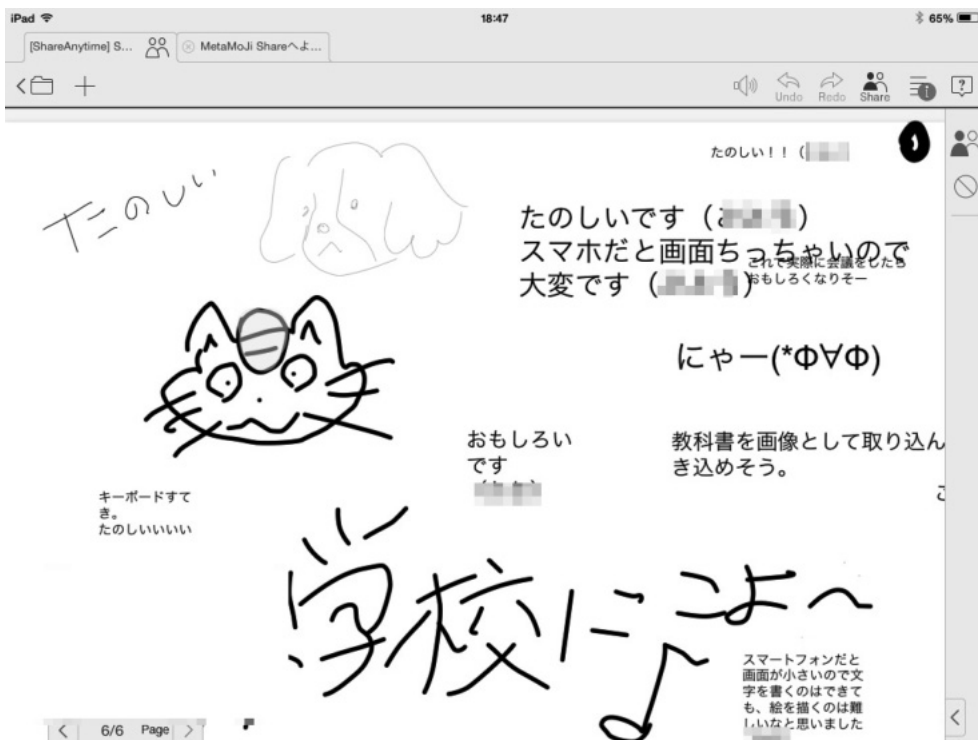 iPad
18:47
65%
[ShareAnytime] S...
MetaMoJi Shareへよ...
Undo
Redo
Share
たのしい
たのしい！！（
たのしいです（
）
スマホだと画面ちっちゃいので
大変です（
）
これで実際に会議をしたら
おもしろくなりそー
にゃー(*Φ∀Φ)
おもしろい
です
教科書を画像として取り込ん
き込めそう。
キーボードすて
き。
たのしいいいい
学校に
こよ〜
♪
スマートフォンだと
画面が小さいので文
字を書くのはできて
も、絵を描くのは難
しいなと思いました
6/6 Page